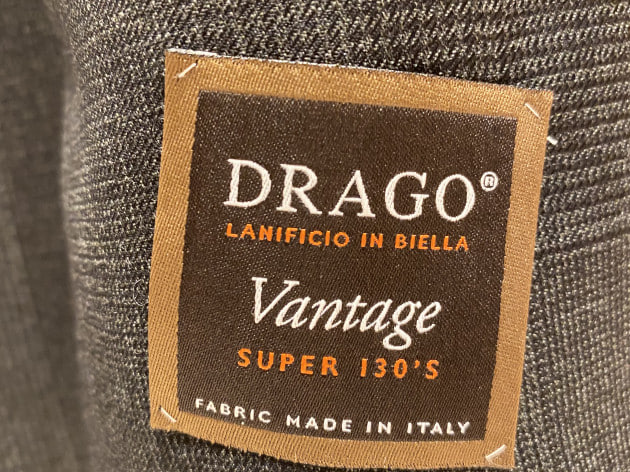 DRAGO®
LANIFICIO IN BIELLA
Vantage
SUPER 130'S
FABRIC MADE IN ITALY